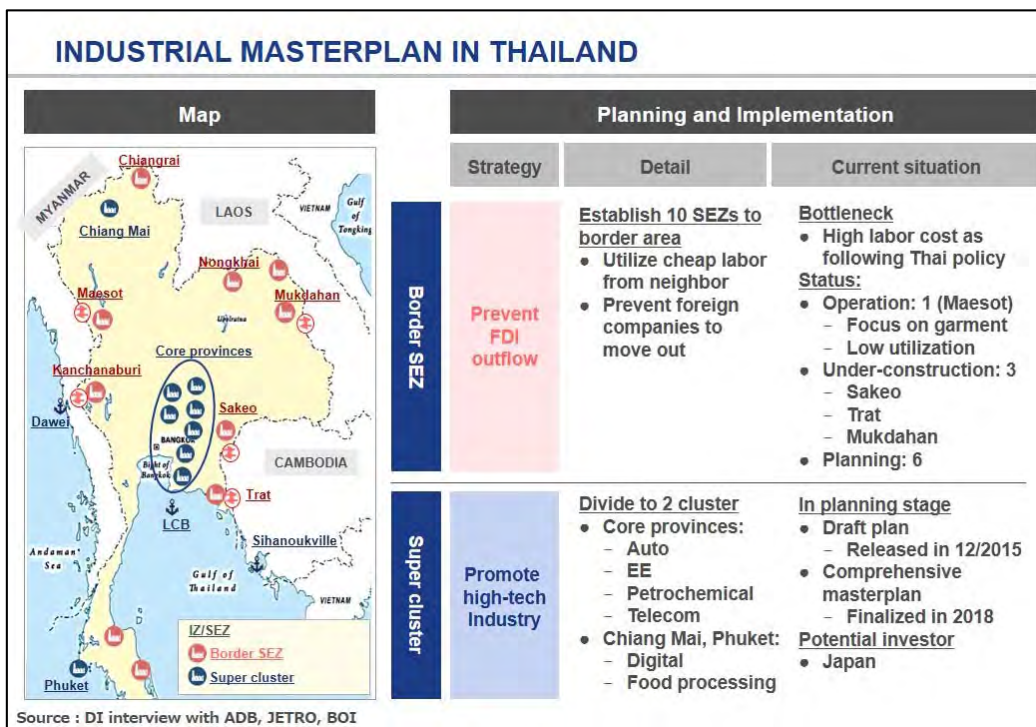 INDUSTRIAL MASTERPLAN IN THAILAND
Map
Chiangrai
MYANMAR
LAOS
VIETNAM
Gulf
of
Tongking
Chiang Mai
Nongkhai
Maesot
Mukdahan
Core provinces
Kanchanaburi
Sakeo
Dawei
BANGKOK
CAMBODIA
Bight of
Bangkok
Trat
LCB
Sihanoukville
Andaman
Sea
Gulf of
Thailand
VIETNAM
IZ/SEZ
Border SEZ
Super cluster
Phuket
Planning and Implementation
Strategy
Detail
Current situation
Border SEZ
Prevent
FDI
outflow
Establish 10 SEZs to
border area
● Utilize cheap labor
from neighbor
● Prevent foreign
companies to
move out
Bottleneck
● High labor cost as
following Thai policy
Status:
● Operation: 1 (Maesot)
– Focus on garment
– Low utilization
● Under-construction: 3
– Sakeo
– Trat
– Mukdahan
● Planning: 6
Super cluster
Promote
high-tech
Industry
Divide to 2 cluster
● Core provinces:
– Auto
– EE
– Petrochemical
– Telecom
● Chiang Mai, Phuket:
– Digital
– Food processing
In planning stage
● Draft plan
– Released in 12/2015
● Comprehensive
masterplan
– Finalized in 2018
Potential investor
● Japan
Source : DI interview with ADB, JETRO, BOI